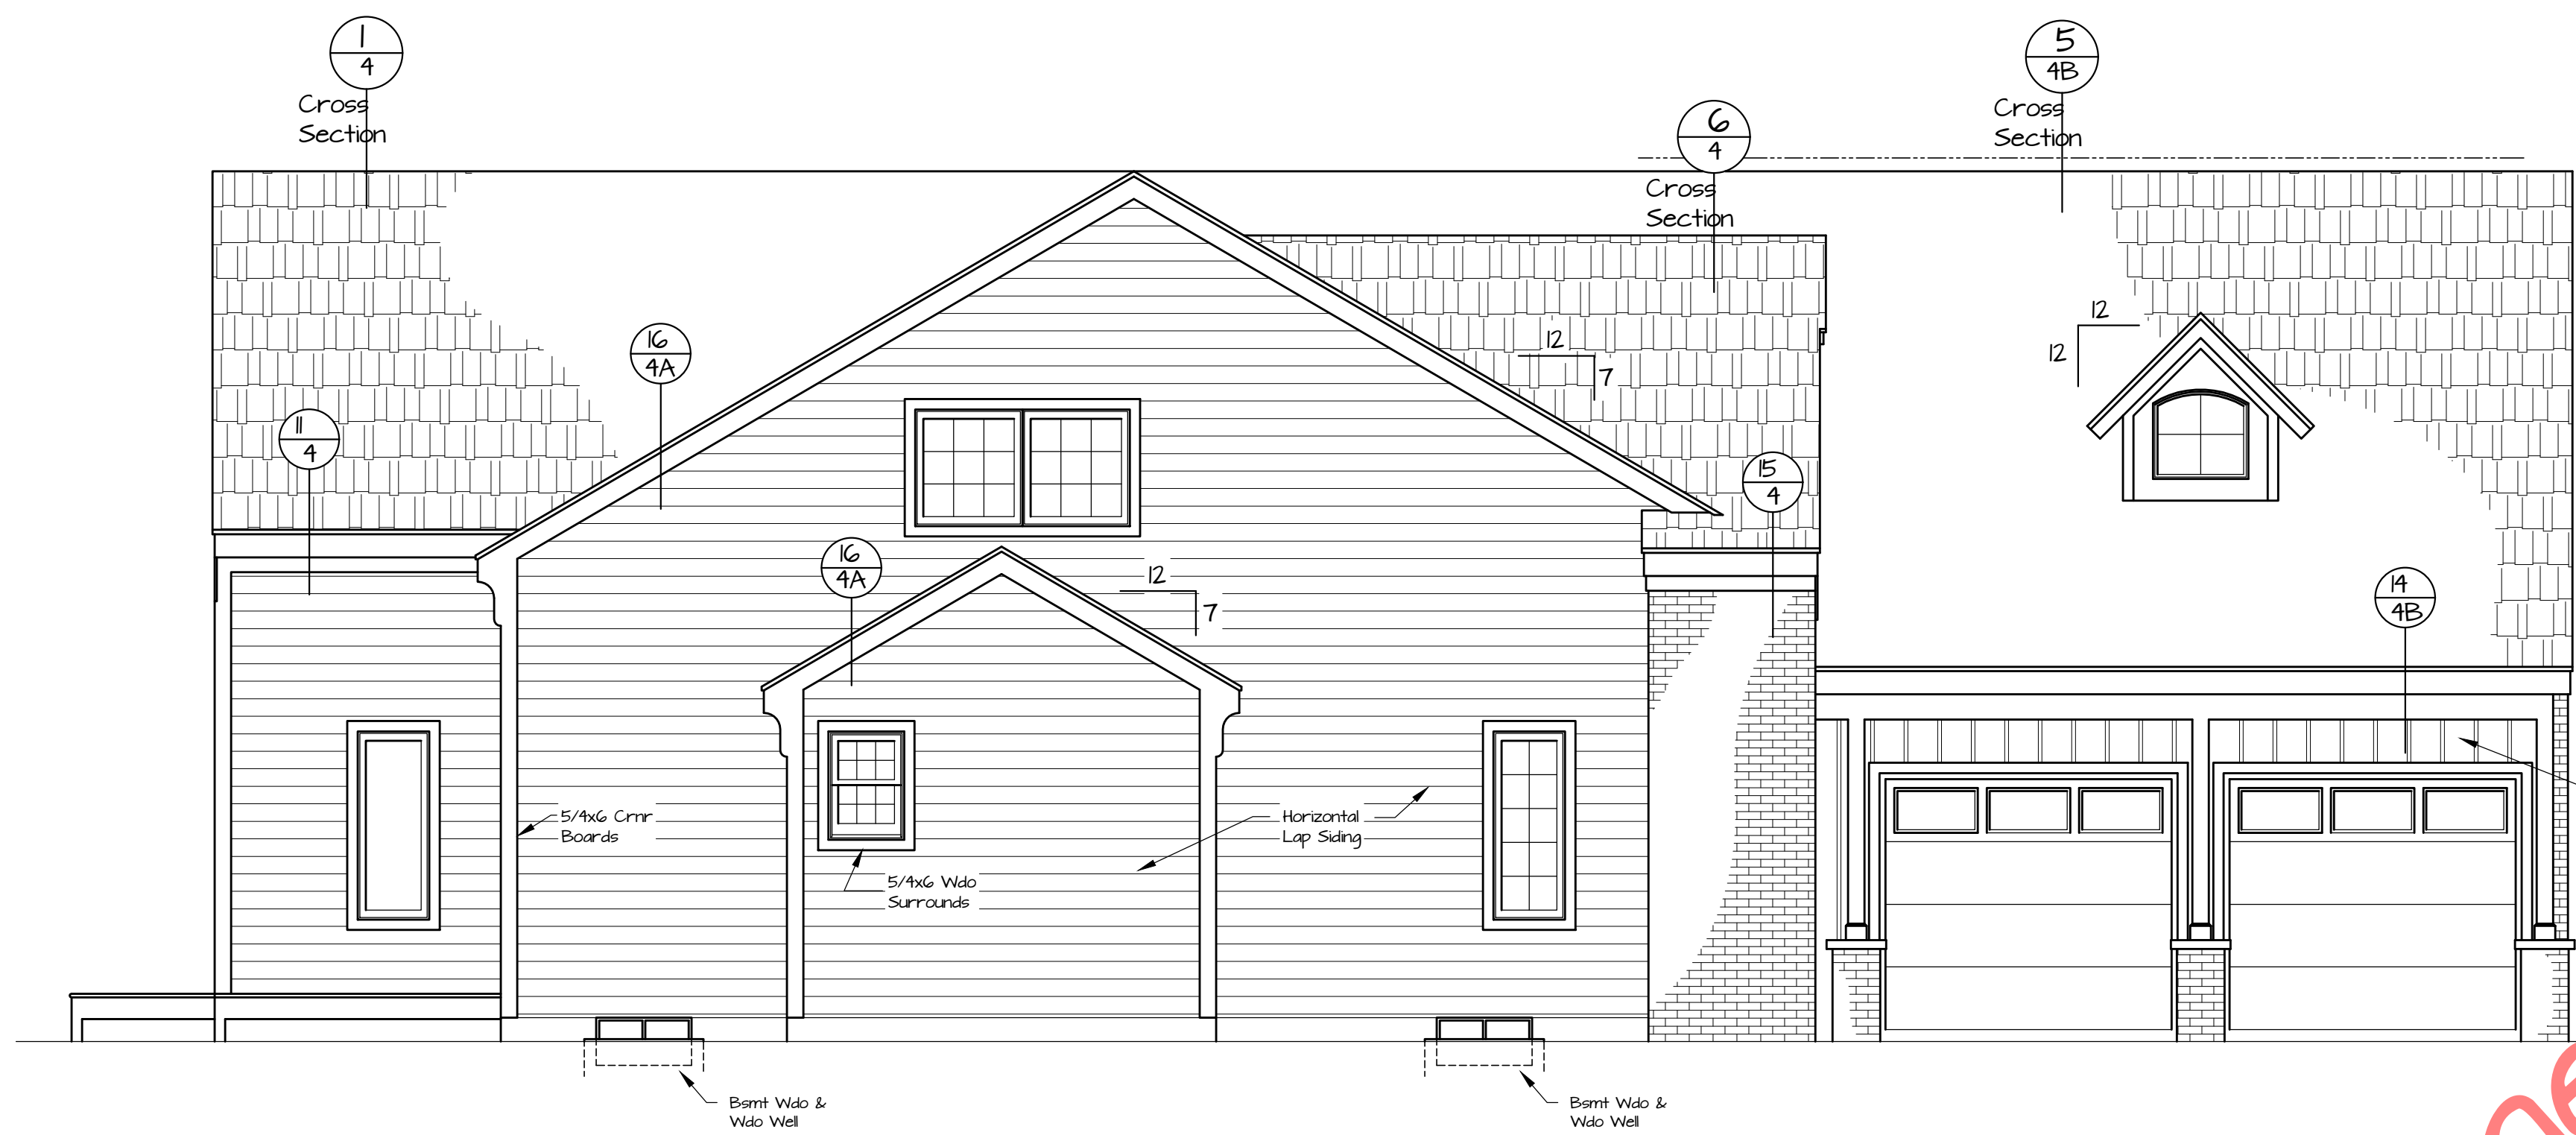 1
4
Cross
Section
5
4B
Cross
Section
6
4
Cross
Section
12
12
16
4A
12
7
11
4
15
4
16
4A
12
7
14
4B
5/4x6 Crnr
Boards
Horizontal
Lap Siding
5/4x6 Wdo
Surrounds
Bsmt Wdo &
Wdo Well
Bsmt Wdo &
Wdo Well